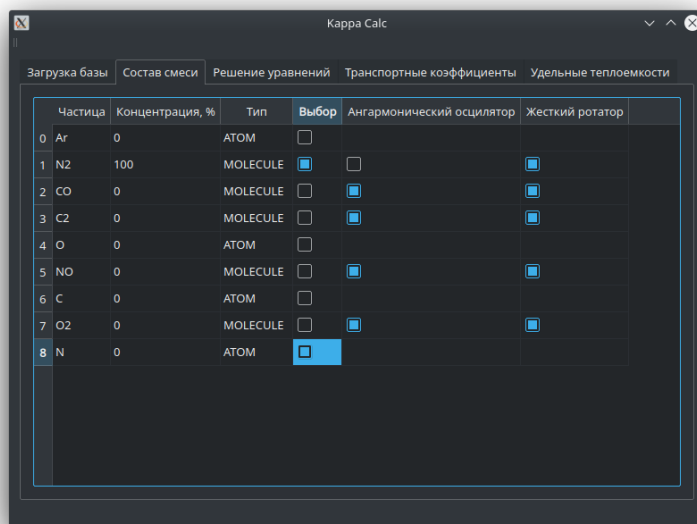 Kappa Calc
Загрузка базы Состав смеси Решение уравнений Транспортные коэффициенты Удельные теплоемкости
Частица Концентрация, % Тип Выбор Ангармонический осцилятор Жесткий ротатор
0 Ar 0 ATOM
1 N2 100 MOLECULE
2 CO 0 MOLECULE
3 C2 0 MOLECULE
4 O 0 ATOM
5 NO 0 MOLECULE
6 C 0 ATOM
7 O2 0 MOLECULE
8 N 0 ATOM